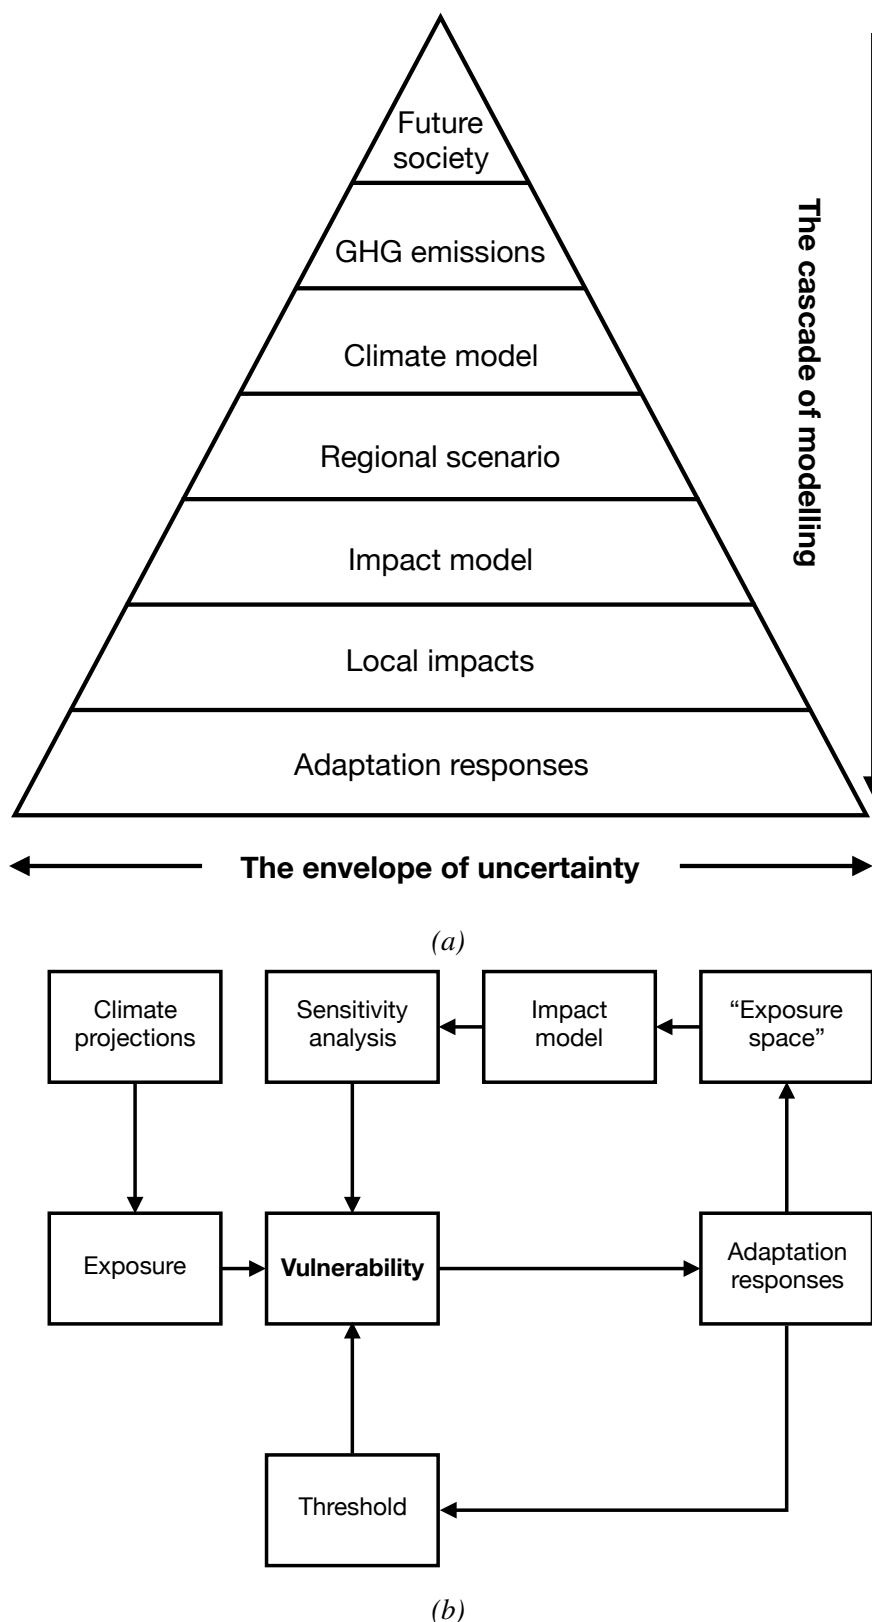 Future
society
GHG emissions
Climate model
Regional scenario
Impact model
Local impacts
Adaptation responses
The cascade of modelling
The envelope of uncertainty
(a)
Climate
projections
Sensitivity
analysis
Impact
model
“Exposure
space”
Exposure
Vulnerability
Adaptation
responses
Threshold
(b)